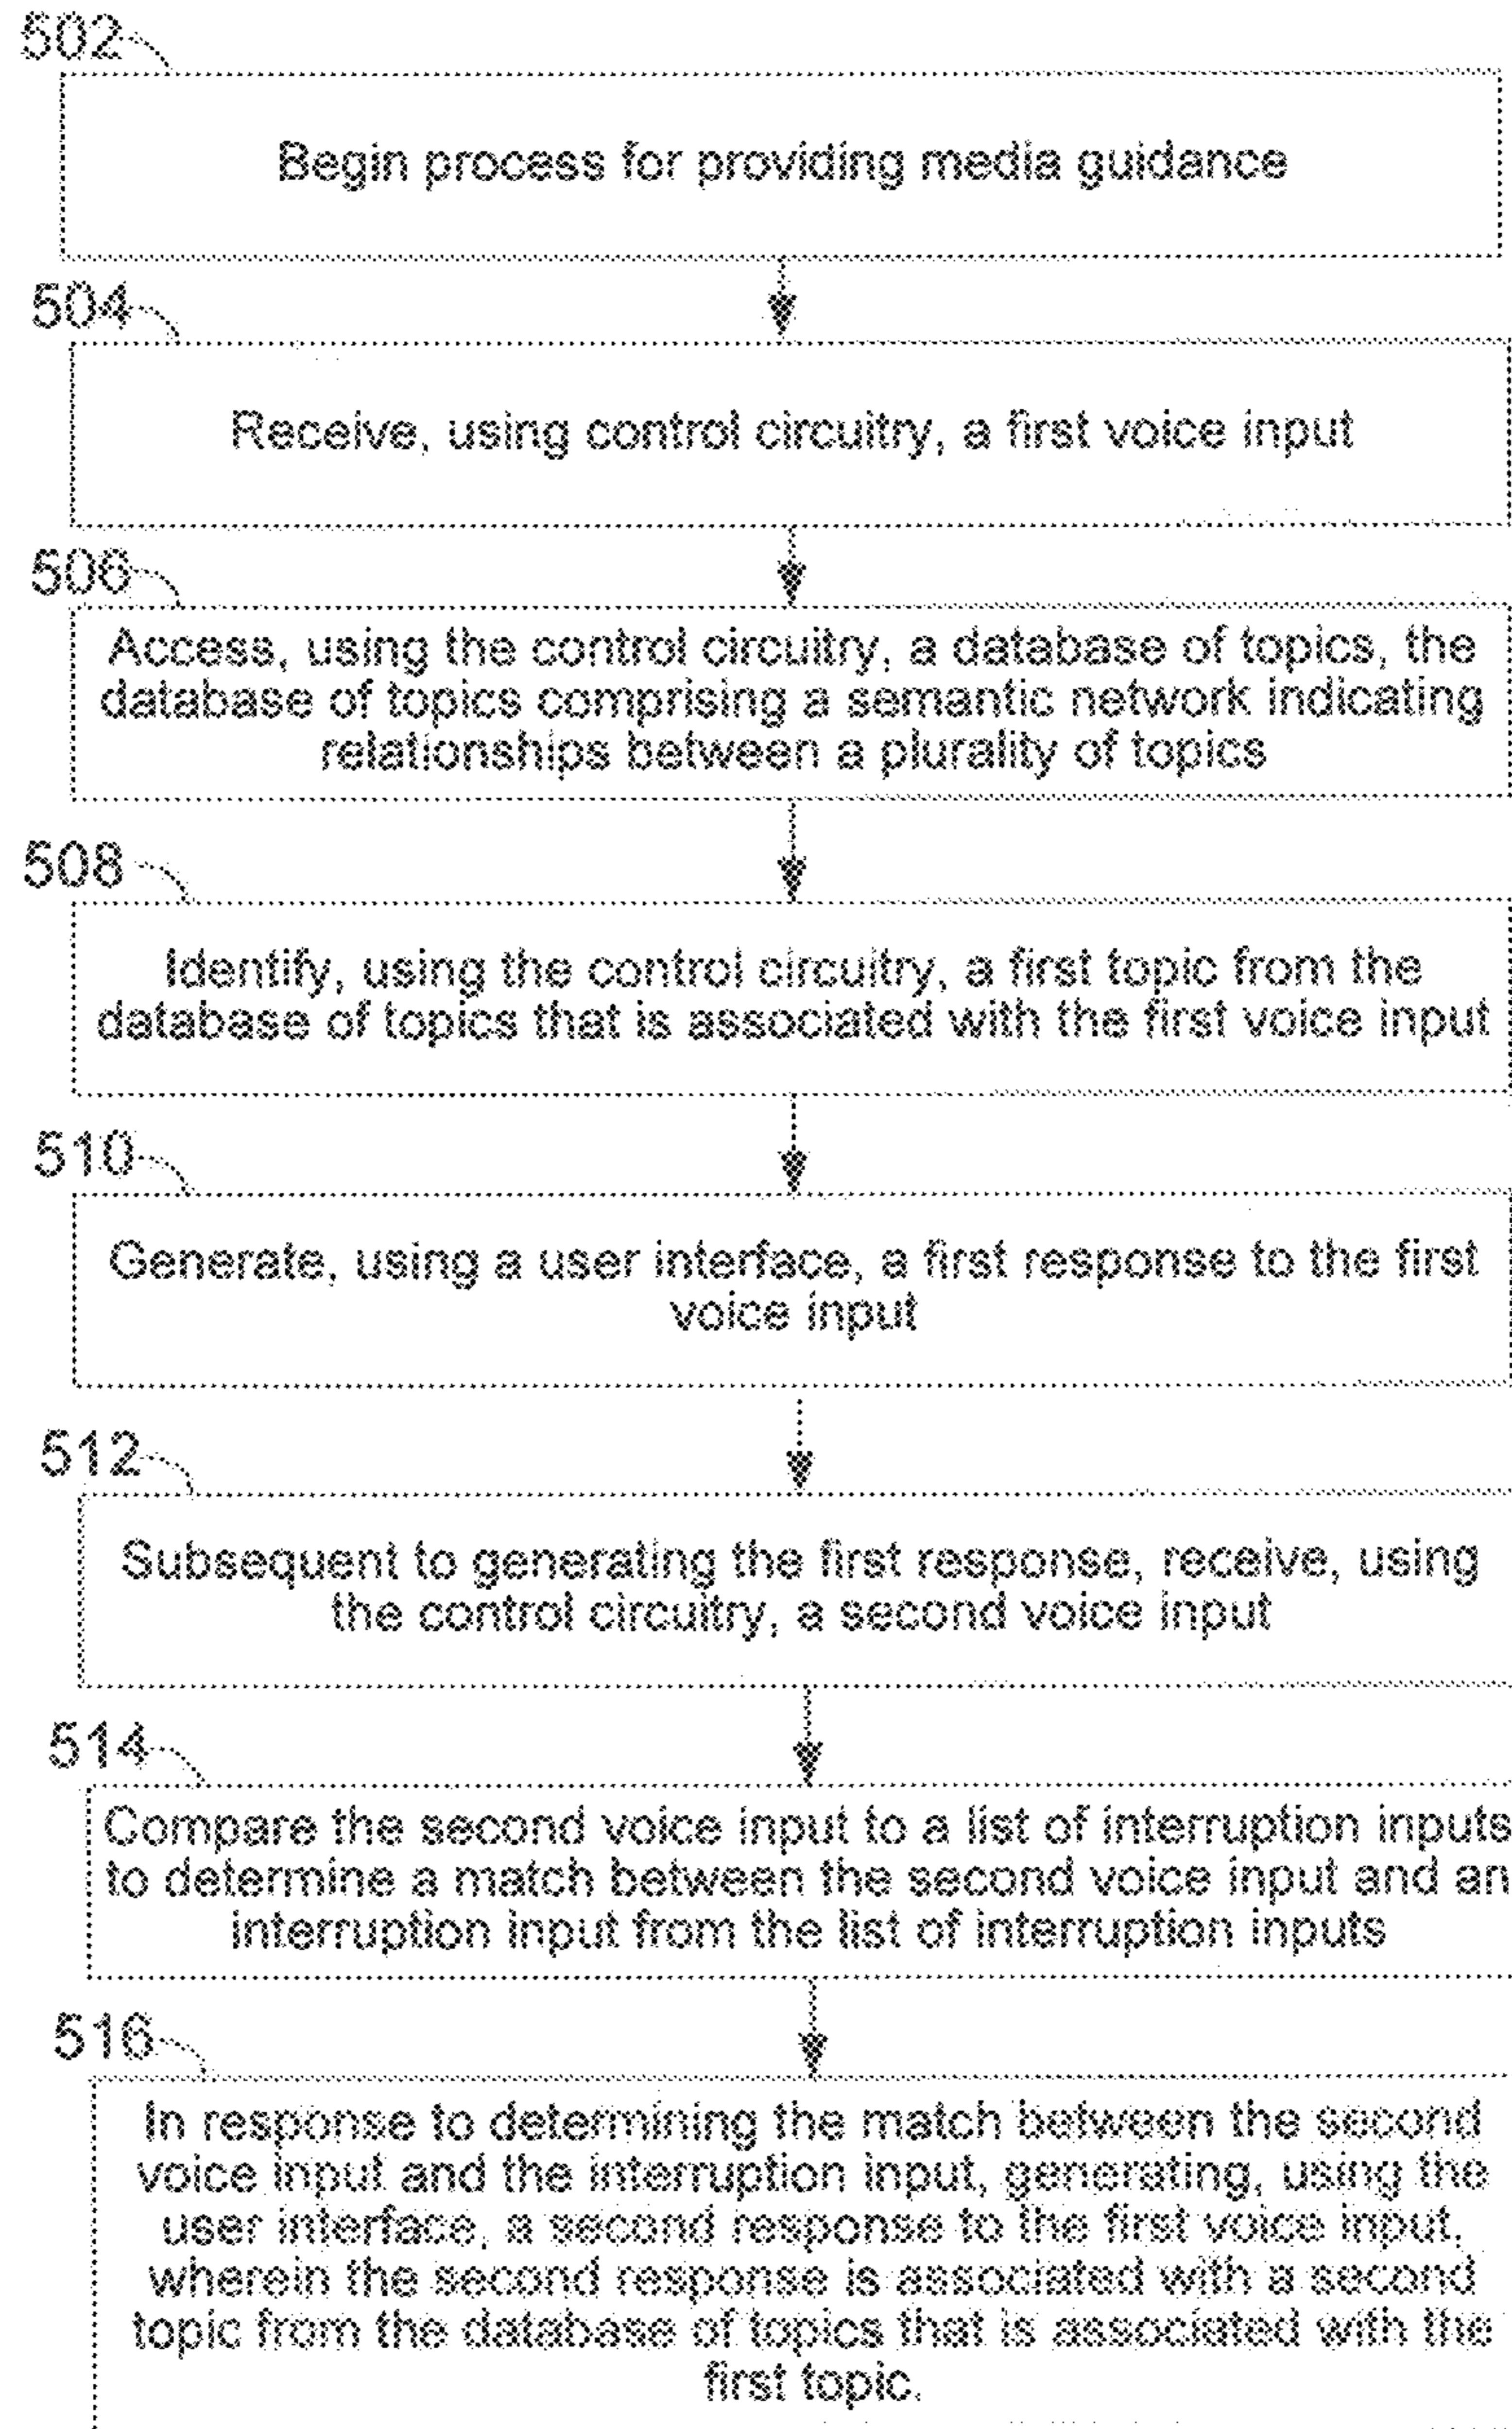 502
Begin process for providing media guidance
504
Receive, using control circuitry, a first voice input
506
Access, using the control circuitry, a database of topics, the
database of topics comprising a semantic network indicating
relationships between a plurality of topics
508
Identify, using the control circuitry, a first topic from the
database of topics that is associated with the first voice input
510
Generate, using a user interface, a first response to the first
voice input
512
Subsequent to generating the first response, receive, using
the control circuitry, a second voice input
514
Compare the second voice input to a list of interruption inputs
to determine a match between the second voice input and an
interruption input from the list of interruption inputs
516
In response to determining the match between the second
voice input and the interruption input, generating, using the
user interface, a second response to the first voice input,
wherein the second response is associated with a second
topic from the database of topics that is associated with the
first topic.